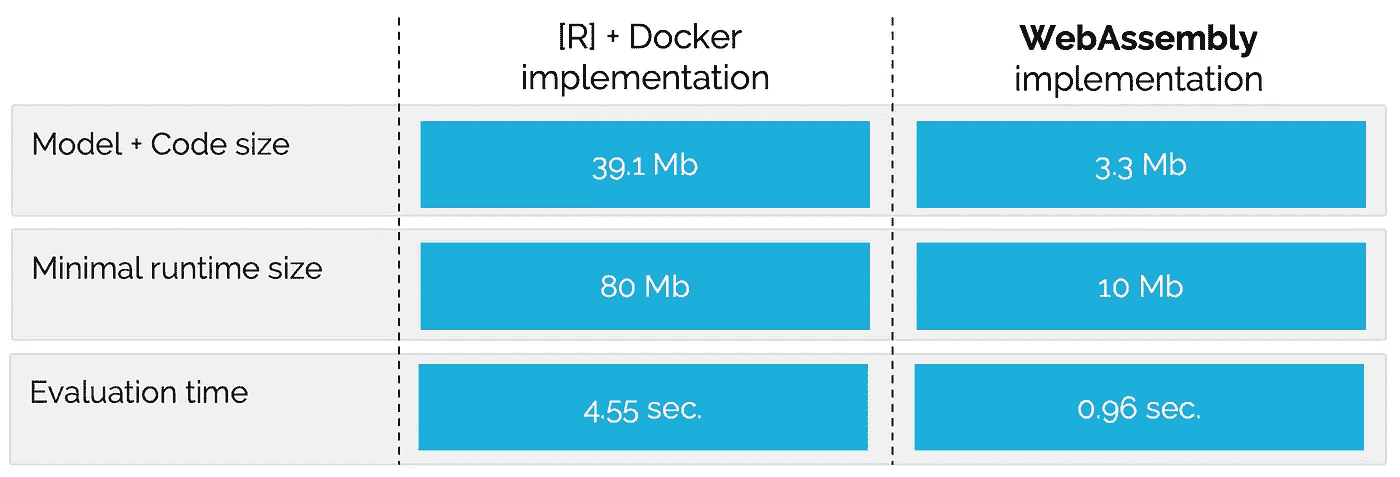 [R] + Docker
implementation
WebAssembly
implementation
Model + Code size
39.1 Mb
3.3 Mb
Minimal runtime size
80 Mb
10 Mb
Evaluation time
4.55 sec.
0.96 sec.